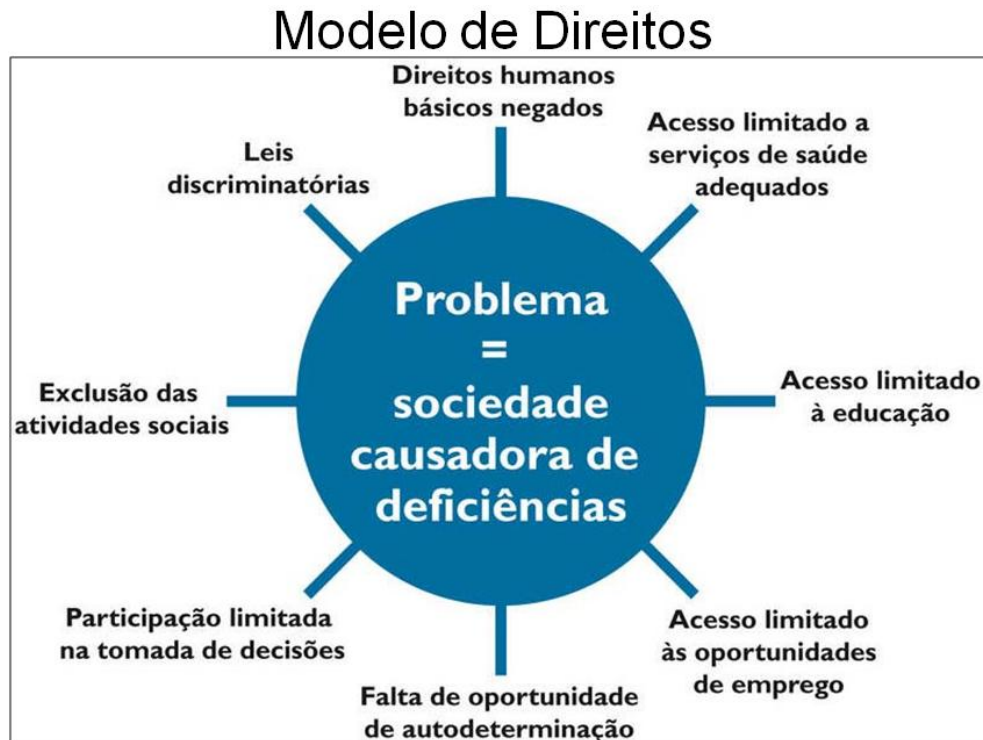 Modelo de Direitos
Direitos humanos
básicos negados
Acesso limitado a
serviços de saúde
adequados
Leis
discriminatórias
Problema
=
sociedade
causadora de
deficiências
Exclusão das
atividades sociais
Acesso limitado
à educação
Participação limitada
na tomada de decisões
Acesso limitado
às oportunidades
de emprego
Falta de oportunidade
de autodeterminação